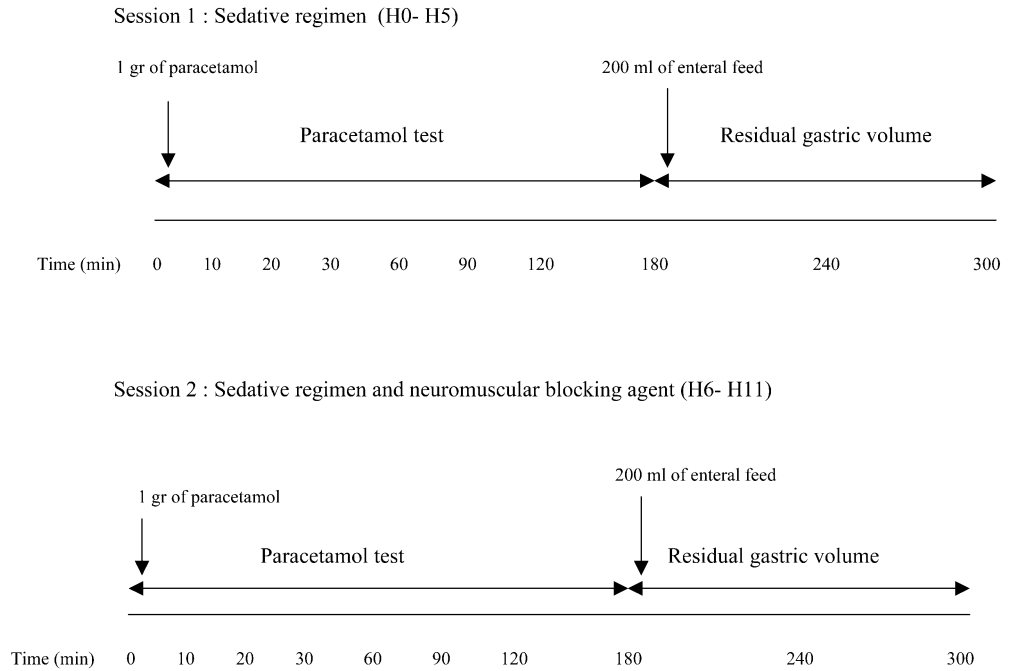 Session 1 : Sedative regimen (H0- H5)
1 gr of paracetamol
200 ml of enteral feed
Paracetamol test
Residual gastric volume
Time (min) 0 10 20 30 60 90 120 180 240 300
Session 2 : Sedative regimen and neuromuscular blocking agent (H6- H11)
200 ml of enteral feed
1 gr of paracetamol
Paracetamol test
Residual gastric volume
Time (min) 0 10 20 30 60 90 120 180 240 300